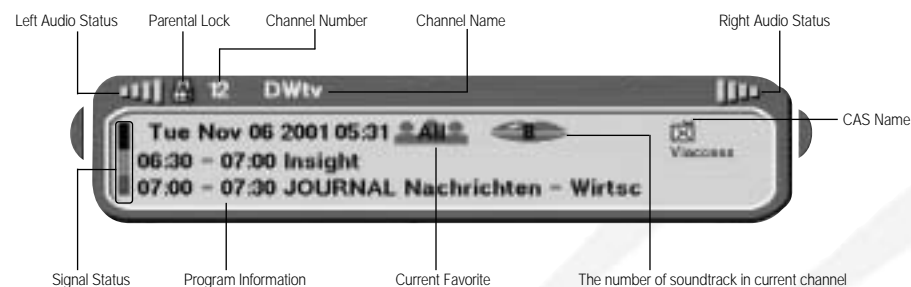 Left Audio Status Parental Lock Channel Number Channel Name Right Audio Status
12 DWtv
CAS Name
Tue Nov 06 2001 05:31 All 8
Viaccess
06:30 - 07:00 Insight
07:00 - 07:30 JOURNAL Nachrichten - Wirtsc
Signal Status Program Information Current Favorite The number of soundtrack in current channel